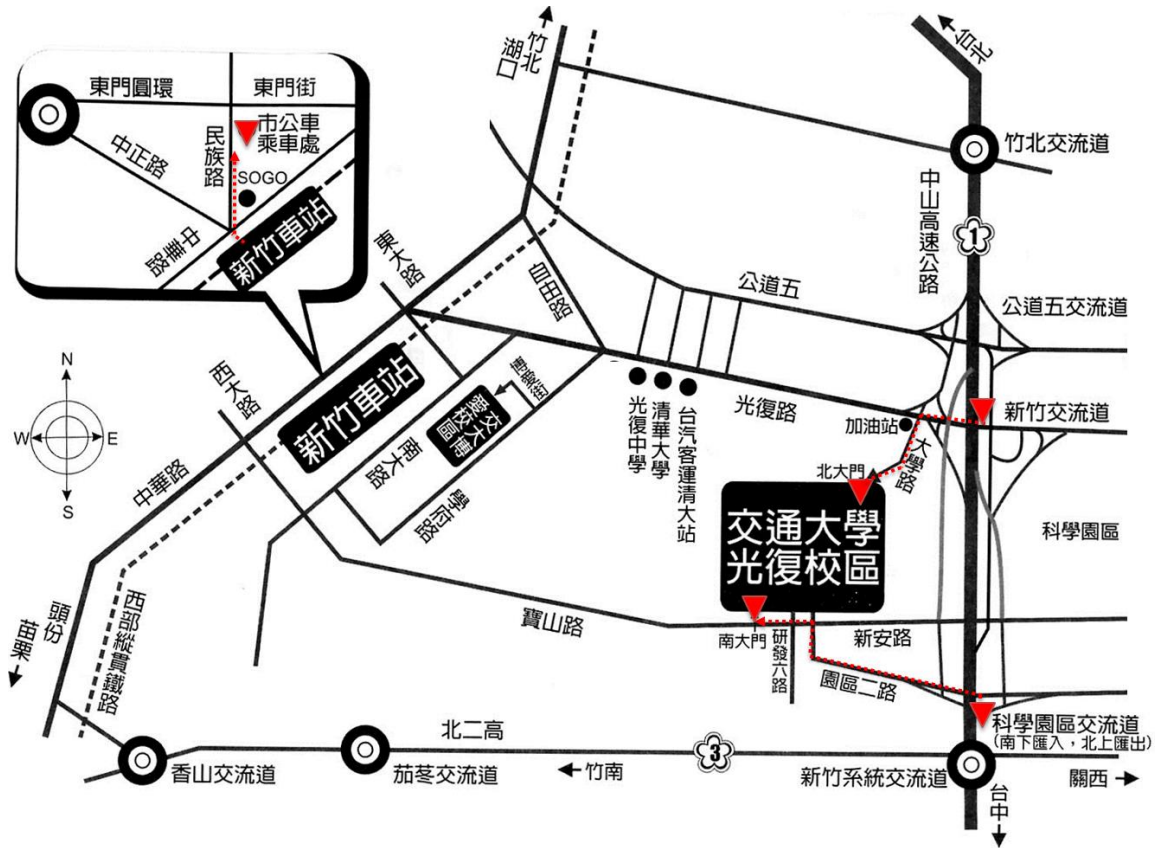 竹北
湖口
台北
東門圓環
東門街
市公車
乘車處
民族路
中正路
SOGO
中華路
新竹車站
竹北交流道
中山高速公路
1
東大路
自由路
公道五
公道五交流道
N
W
E
S
西大路
新竹車站
博愛街
交大博
愛校區
南大路
學府路
中華路
光復中學
清華大學
台汽客運清大站
光復路
加油站
新竹交流道
大學路
北大門
交通大學
光復校區
科學園區
頭份
苗栗
西部縱貫鐵路
寶山路
南大門
研發六路
新安路
園區二路
科學園區交流道
(南下匯入，北上匯出)
北二高
3
香山交流道
茄苳交流道
竹南
新竹系統交流道
關西
台中